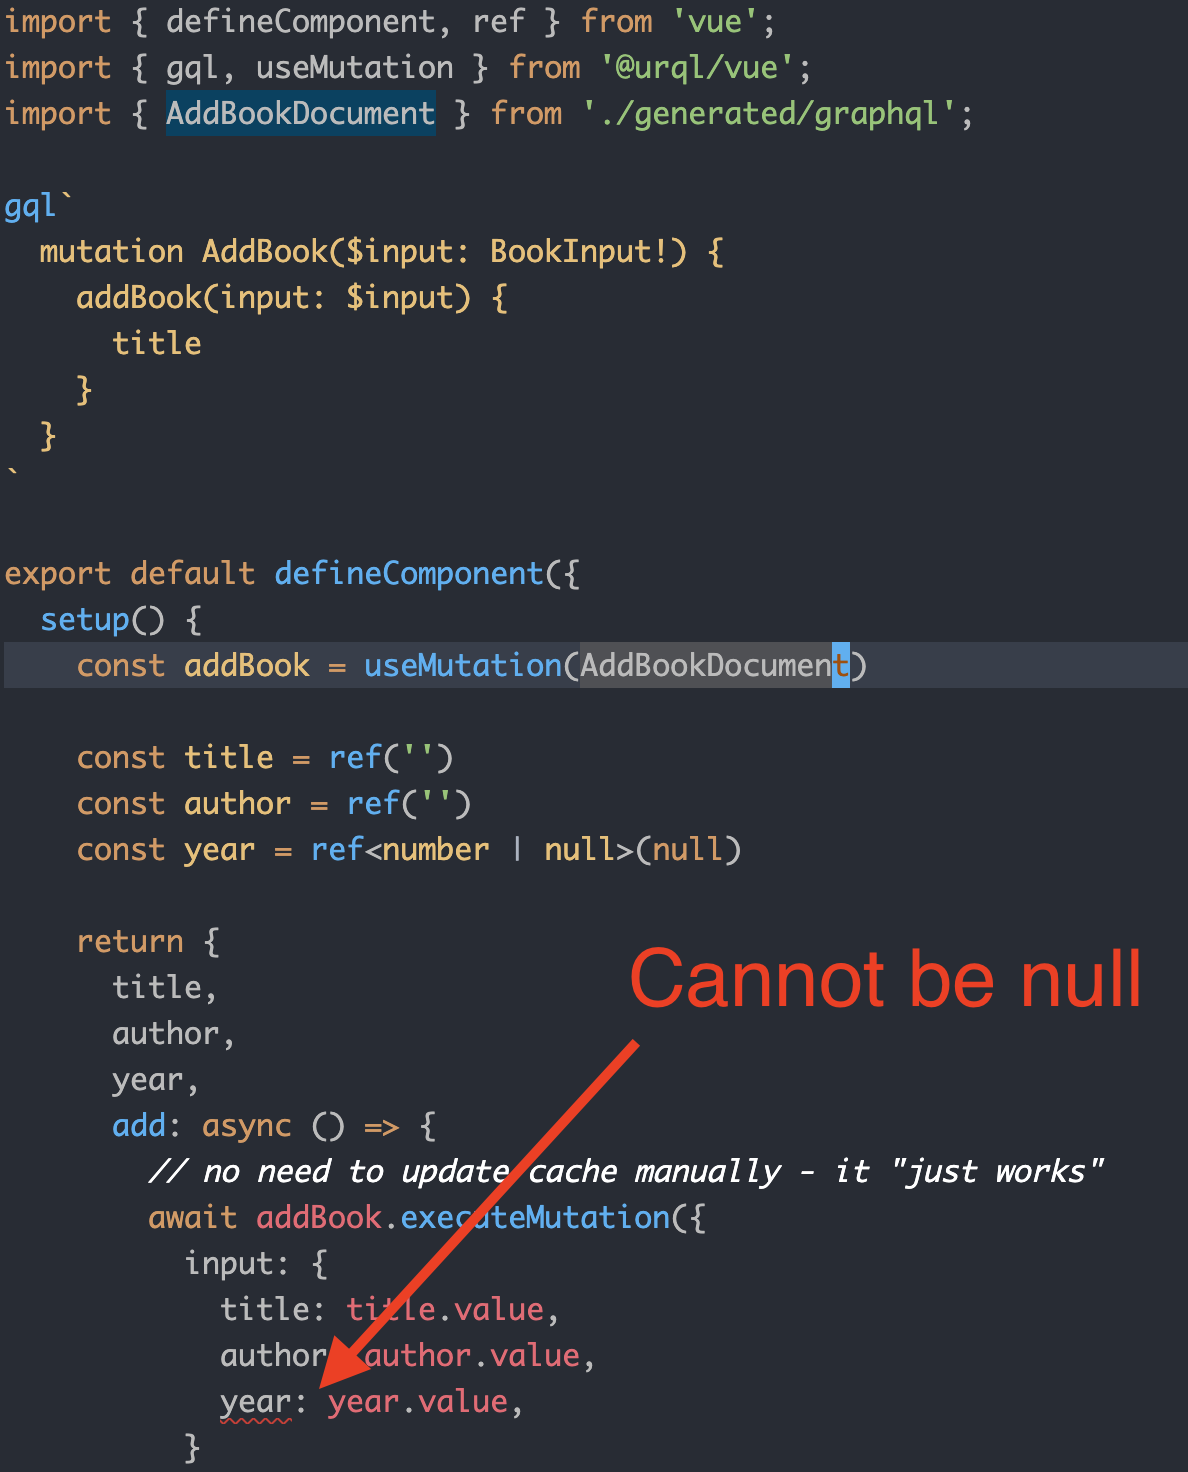 import { defineComponent, ref } from 'vue';
import { gql, useMutation } from '@urql/vue';
import { AddBookDocument } from './generated/graphql';
gql`
mutation AddBook($input: BookInput!) {
addBook(input: $input) {
title
}
}
`
export default defineComponent({
setup() {
const addBook = useMutation(AddBookDocument)
const title = ref('')
const author = ref('')
const year = ref<number | null>(null)
return {
title,
author,
year,
Cannot be null
add: async () => {
// no need to update cache manually - it "just works"
await addBook.executeMutation({
input: {
title: title.value,
author: author.value,
year: year.value,
}